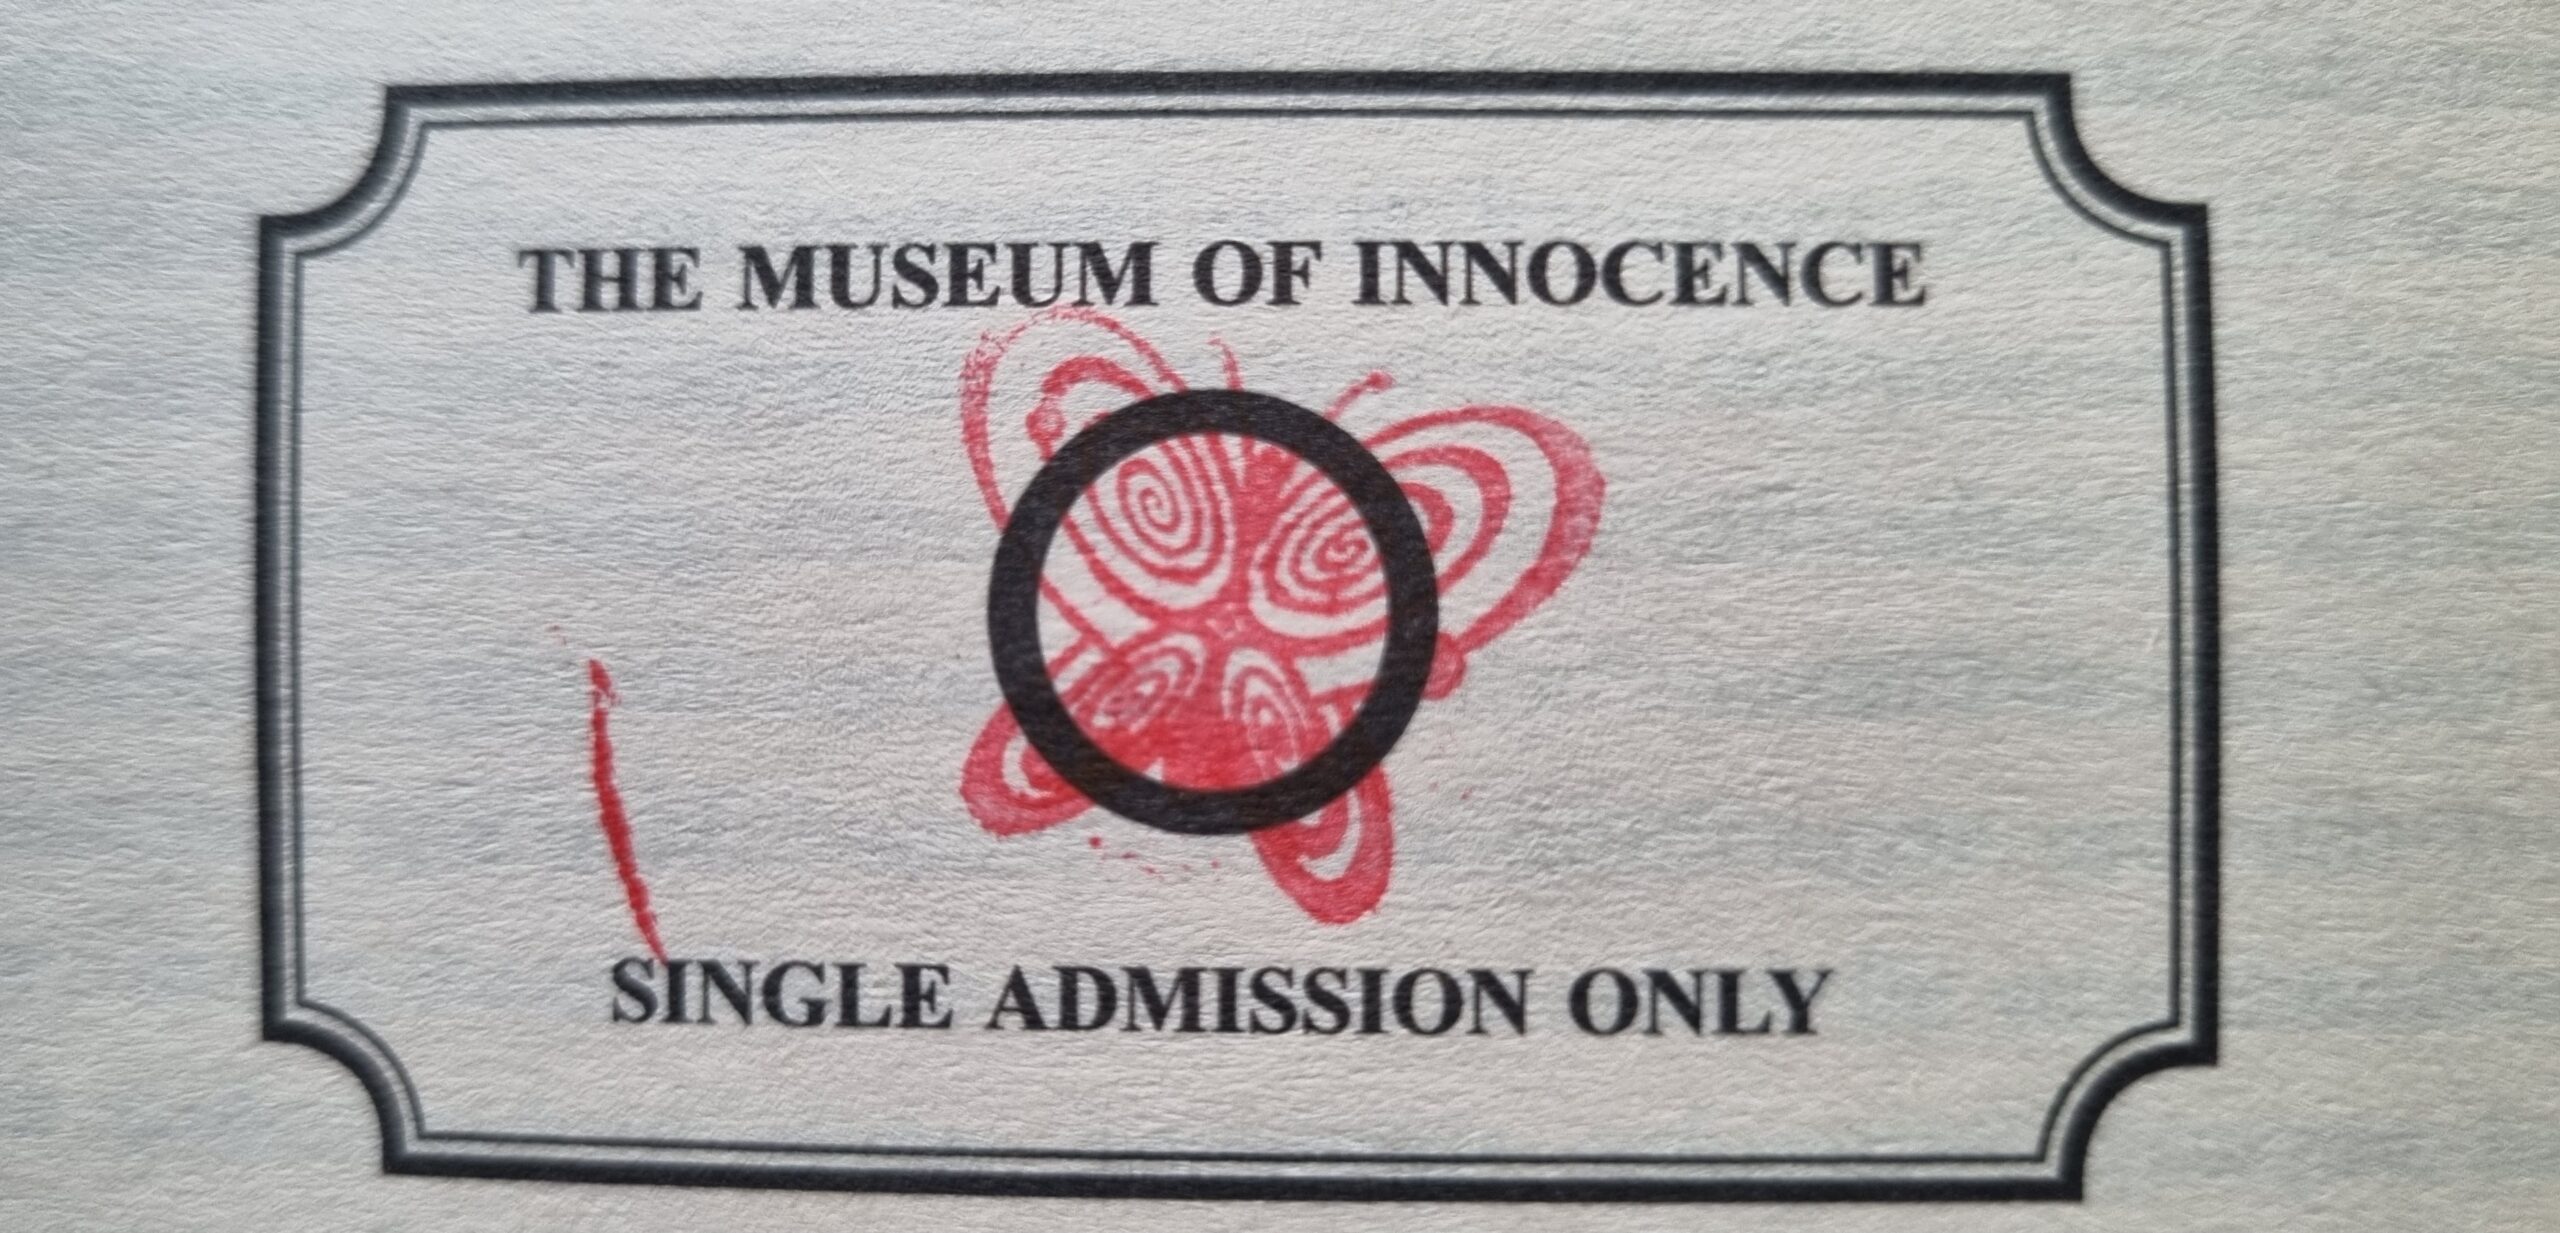 THE MUSEUM OF INNOCENCE
SINGLE ADMISSION ONLY